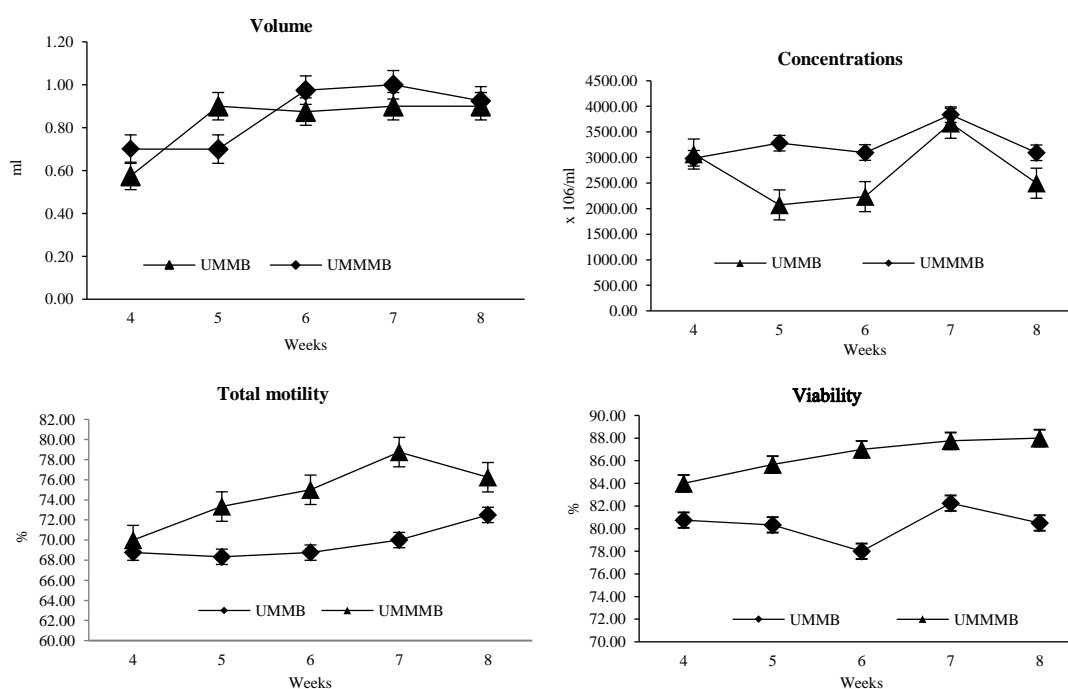 Volume
1.20
1.00
0.80
0.60
0.40
0.20
0.00
ml
UMMB
UMMMB
4 5 6 7 8
Weeks
Concentrations
4500.00
4000.00
3500.00
3000.00
2500.00
2000.00
1500.00
1000.00
500.00
0.00
x 106/ml
UMMB
UMMMB
4 5 6 7 8
Weeks
Total motility
82.00
80.00
78.00
76.00
74.00
72.00
70.00
68.00
66.00
64.00
62.00
60.00
%
UMMB
UMMMB
4 5 6 7 8
Weeks
Viability
90.00
88.00
86.00
84.00
82.00
80.00
78.00
76.00
74.00
72.00
70.00
%
UMMB
UMMMB
4 5 6 7 8
Weeks